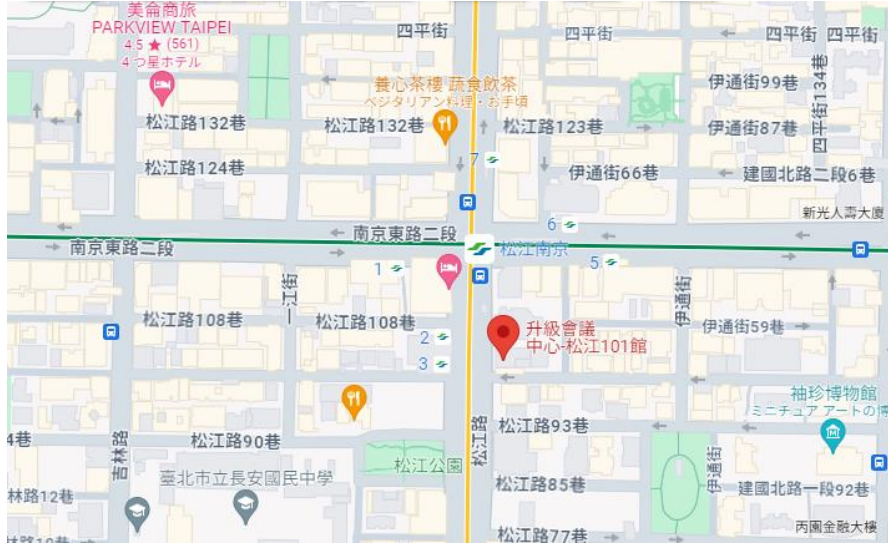 美侖商旅
PARKVIEW TAIPEI
4.5 ★ (561)
4 つ星ホテル
四平街
四平街
四平街
四平街
養心茶樓 蔬食飲茶
ベジタリアン料理・お手頃
伊通街99巷
四平街134巷
松江路132巷
松江路132巷
松江路123巷
伊通街87巷
松江路124巷
7
伊通街66巷
建國北路二段6巷
新光人壽大廈
6
南京東路二段
南京東路二段
松江南京
1
5
一江街
伊通街
松江路108巷
松江路108巷
2
升級會議
中心-松江101館
伊通街59巷
3
袖珍博物館
ミニチュア アートの博
吉林路
松江路90巷
松江路
松江路93巷
4巷
松江公園
伊通街
臺北市立長安國民中學
松江路85巷
建國北路一段92巷
林路12巷
松江路77巷
丙園金融大樓